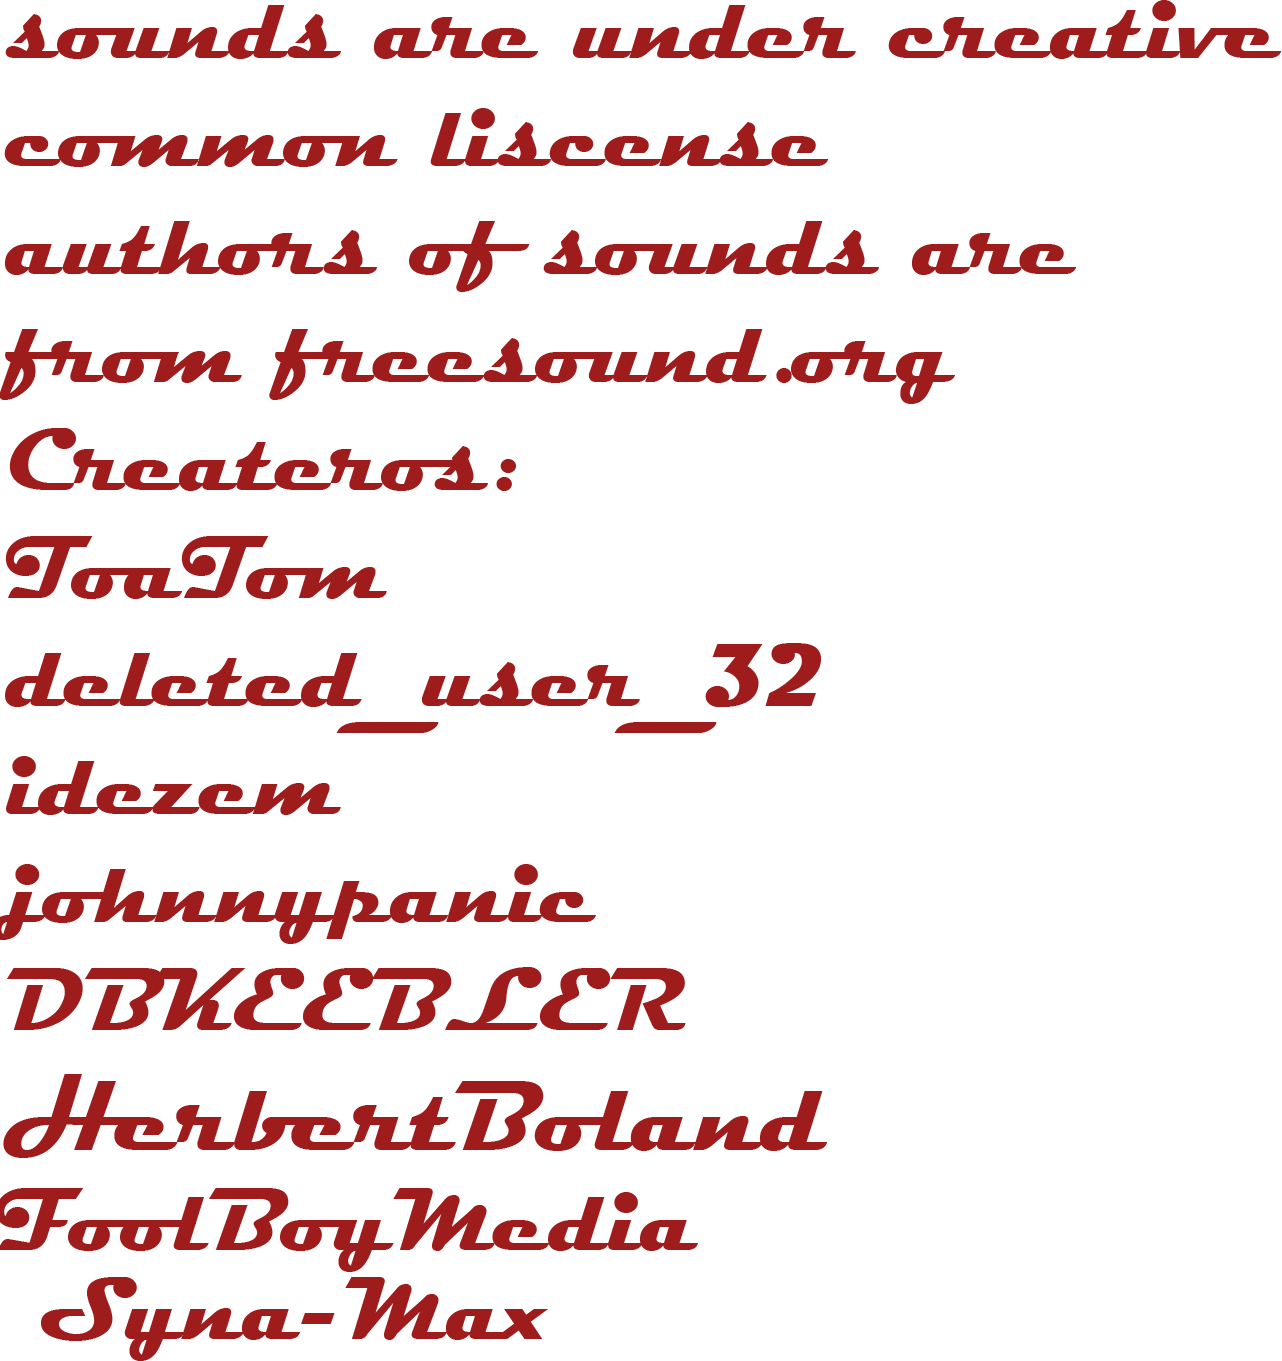 sounds are under creative
common liscense
authors of sounds are
from freesound.org
Createros:
ToaTom
deleted_user_32
idezem
johnnypanic
DBKEEBLER
HerbertBoland
FoolBoyMedia
Syna-Max